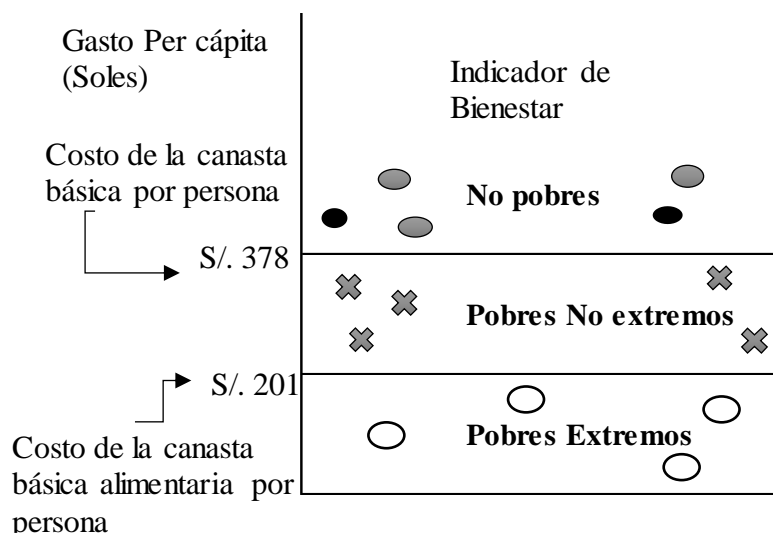 Gasto Per cápita
(Soles)
Indicador de
Bienestar
Costo de la canasta
básica por persona
No pobres
S/. 378
Pobres No extremos
S/. 201
Pobres Extremos
Costo de la canasta
básica alimentaria por
persona